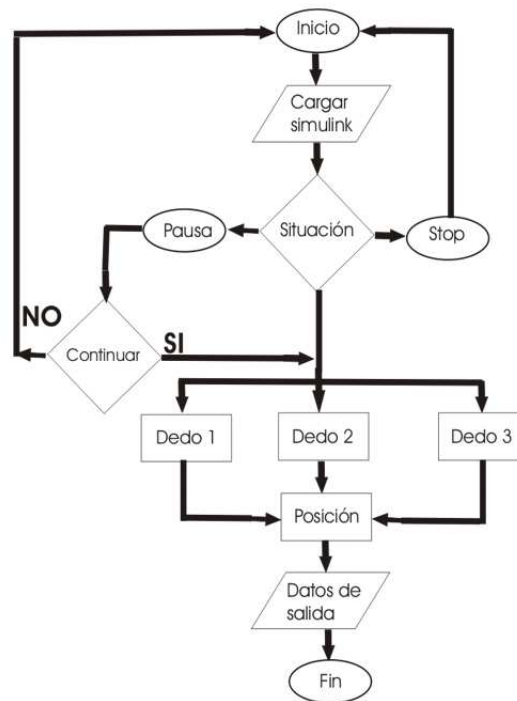 Inicio
Cargar
simulink
Pausa
Situación
Stop
NO
Continuar
SI
Dedo 1
Dedo 2
Dedo 3
Posición
Datos de
salida
Fin